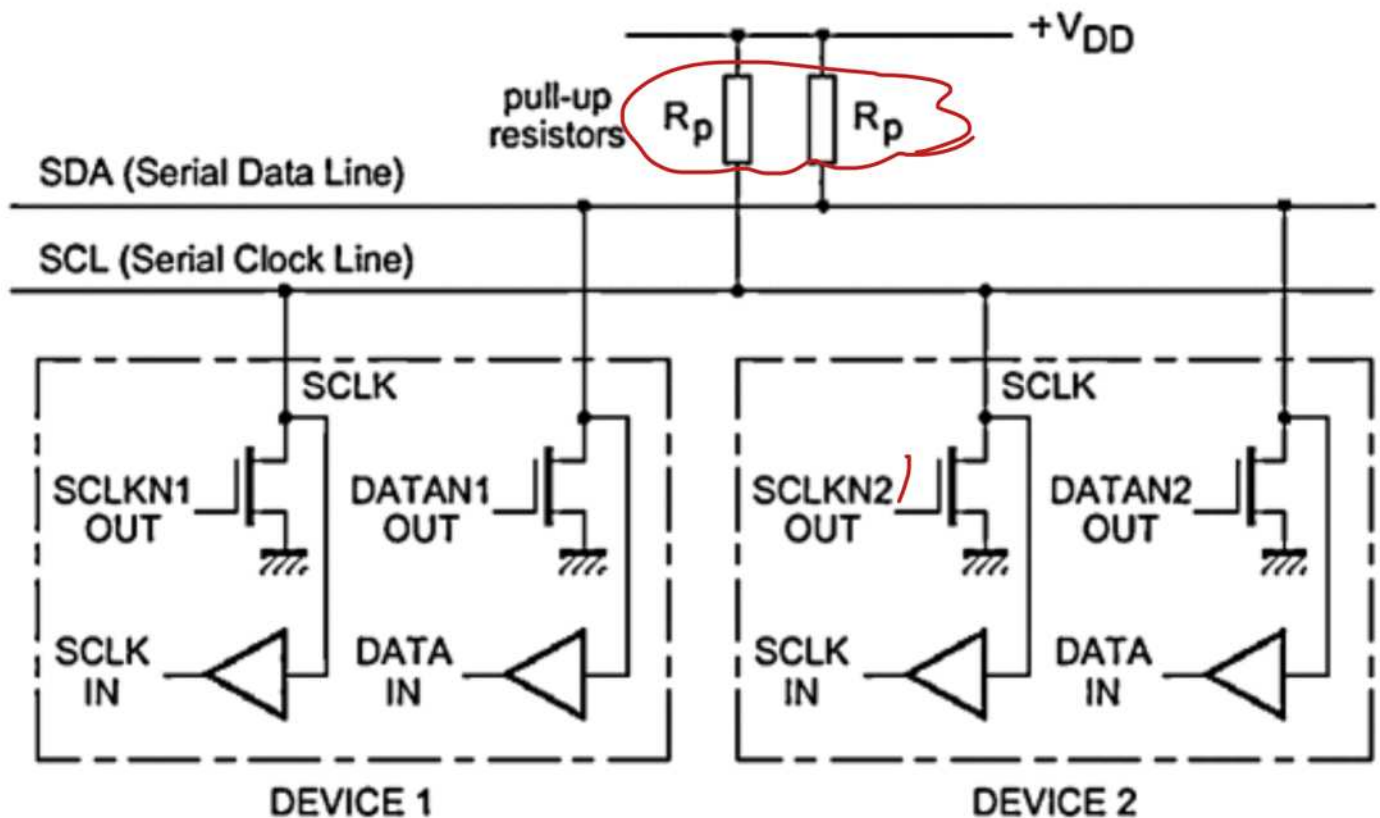 +VDD
pull-up
resistors
Rp
Rp
SDA (Serial Data Line)
SCL (Serial Clock Line)
SCLK
SCLK
SCLKN1
OUT
DATAN1
OUT
SCLKN2
OUT
DATAN2
OUT
SCLK
IN
DATA
IN
SCLK
IN
DATA
IN
DEVICE 1
DEVICE 2